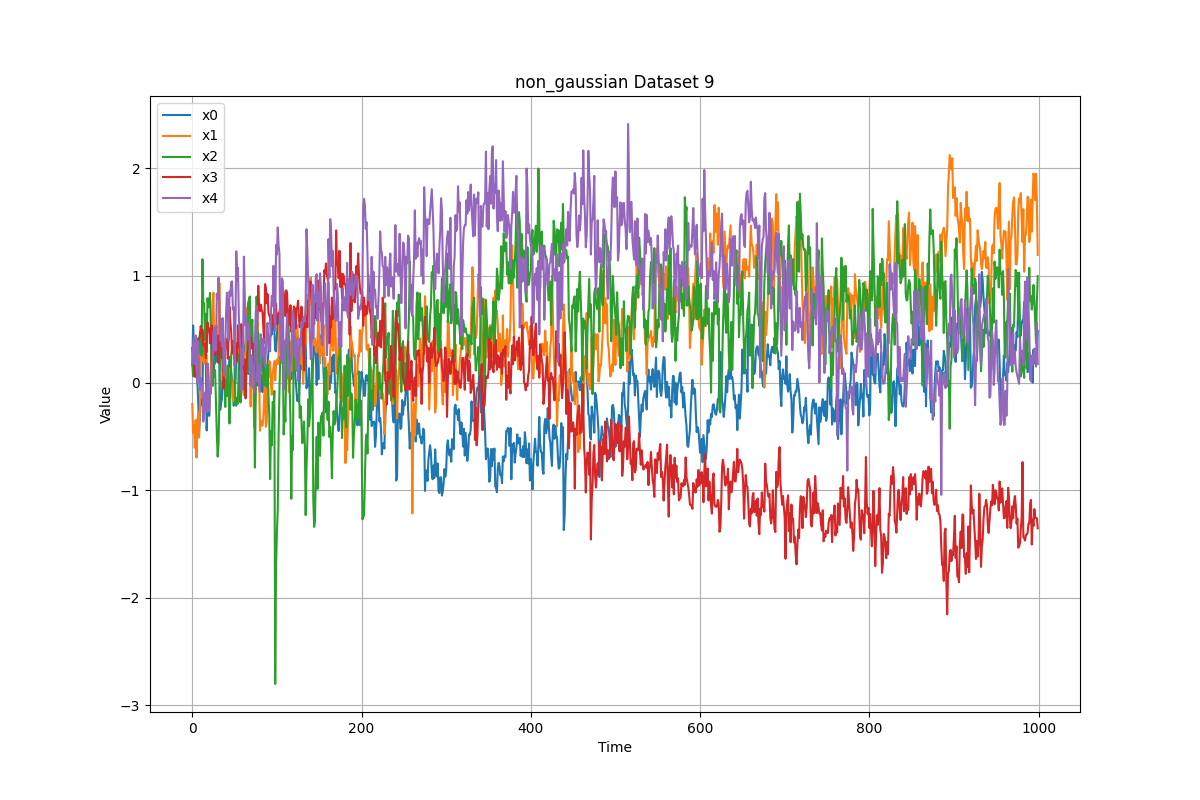 non_gaussian Dataset 9
x0
x1
x2
x3
x4
Value
2
1
0
−1
−2
−3
0 200 400 600 800 1000
Time